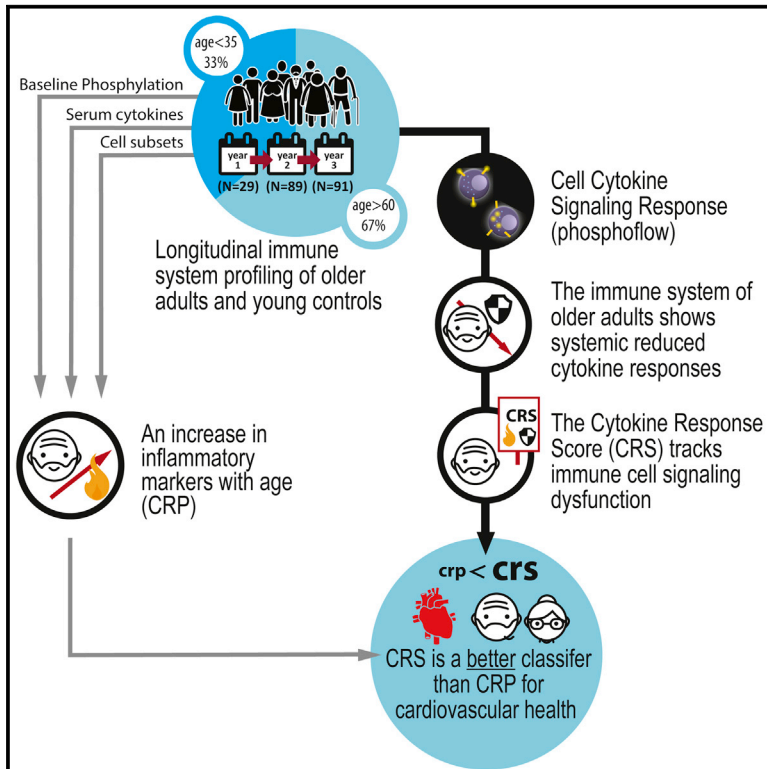 age<35
33%
Baseline Phosphylation
Serum cytokines
Cell subsets
year
1
year
2
year
3
(N=29)
(N=89)
(N=91)
age>60
67%
Longitudinal immune
system profiling of older
adults and young controls
Cell Cytokine
Signaling Response
(phosphoflow)
The immune system of
older adults shows
systemic reduced
cytokine responses
CRS
The Cytokine Response
Score (CRS) tracks
immune cell signaling
dysfunction
An increase in
inflammatory
markers with age
(CRP)
crp < crs
CRS is a better classifer
than CRP for
cardiovascular health